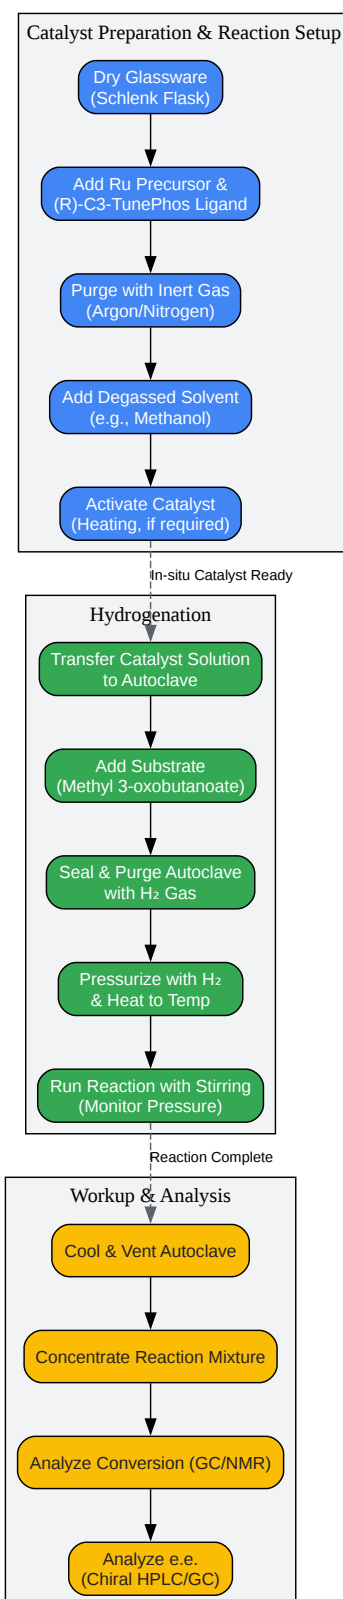 Catalyst Preparation & Reaction Setup
Dry Glassware
(Schlenk Flask)
Add Ru Precursor &
(R)-C3-TunePhos Ligand
Purge with Inert Gas
(Argon/Nitrogen)
Add Degassed Solvent
(e.g., Methanol)
Activate Catalyst
(Heating, if required)
In-situ Catalyst Ready
Hydrogenation
Transfer Catalyst Solution
to Autoclave
Add Substrate
(Methyl 3-oxobutanoate)
Seal & Purge Autoclave
with H₂ Gas
Pressurize with H₂
& Heat to Temp
Run Reaction with Stirring
(Monitor Pressure)
Reaction Complete
Workup & Analysis
Cool & Vent Autoclave
Concentrate Reaction Mixture
Analyze Conversion (GC/NMR)
Analyze e.e.
(Chiral HPLC/GC)